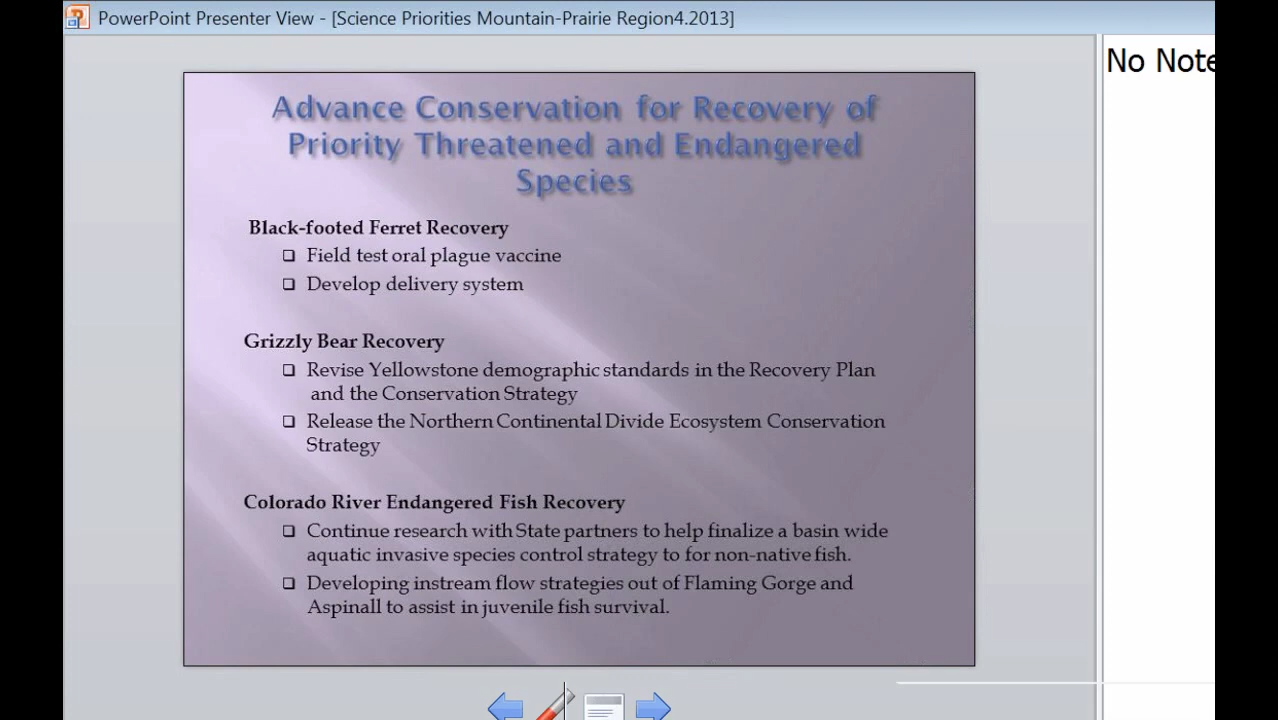 PowerPoint Presenter View - [Science Priorities Mountain-Prairie Region4.2013]
No Note
Advance Conservation for Recovery of
Priority Threatened and Endangered
Species
Black-footed Ferret Recovery
Field test oral plague vaccine
Develop delivery system
Grizzly Bear Recovery
Revise Yellowstone demographic standards in the Recovery Plan
and the Conservation Strategy
Release the Northern Continental Divide Ecosystem Conservation
Strategy
Colorado River Endangered Fish Recovery
Continue research with State partners to help finalize a basin wide
aquatic invasive species control strategy to for non-native fish.
Developing instream flow strategies out of Flaming Gorge and
Aspinall to assist in juvenile fish survival.